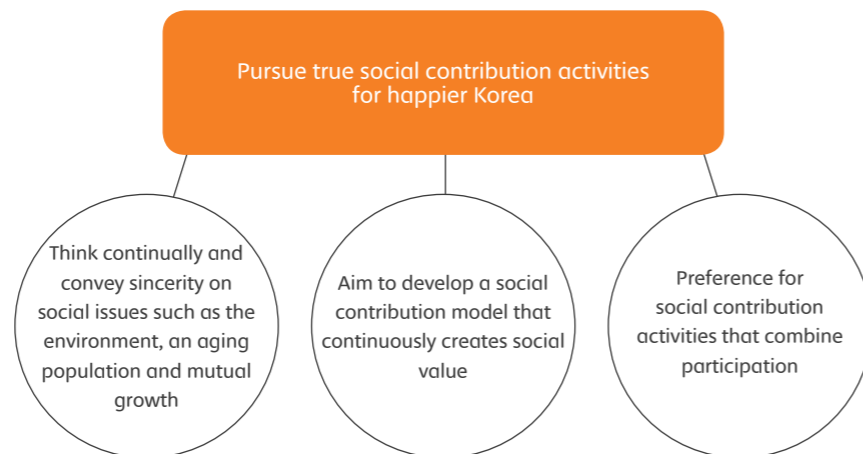 Pursue true social contribution activities
for happier Korea
Think continually and
convey sincerity on
social issues such as the
environment, an aging
population and mutual
growth
Aim to develop a social
contribution model that
continuously creates social
value
Preference for
social contribution
activities that combine
participation